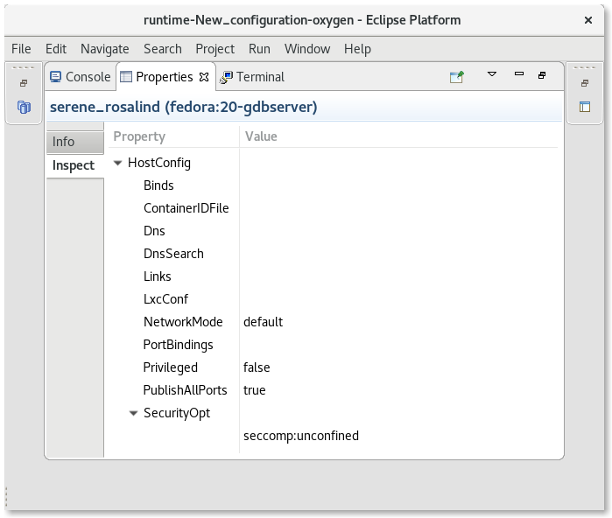 runtime-New_configuration-oxygen - Eclipse Platform ×
File Edit Navigate Search Project Run Window Help
Console Properties Terminal
serene_rosalind (fedora:20-gdbserver)
Info
Inspect
Property Value
HostConfig
Binds
ContainerIDFile
Dns
DnsSearch
Links
LxcConf
NetworkMode default
PortBindings
Privileged false
PublishAllPorts true
SecurityOpt
seccomp:unconfined